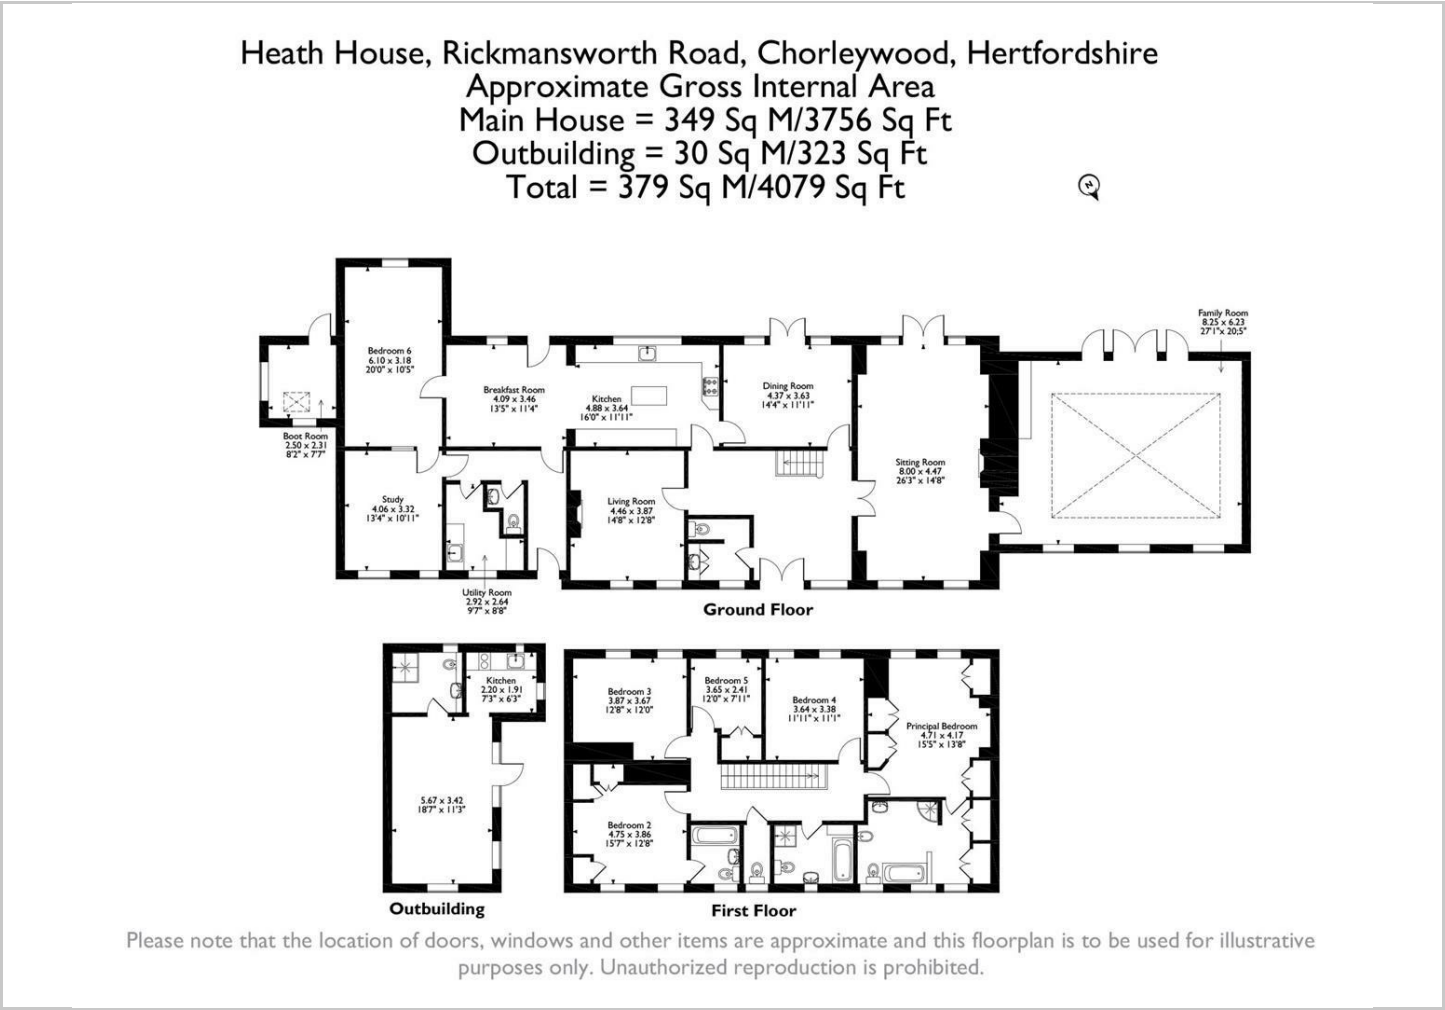 Heath House, Rickmansworth Road, Chorleywood, Hertfordshire
Approximate Gross Internal Area
Main House = 349 Sq M/3756 Sq Ft
Outbuilding = 30 Sq M/323 Sq Ft
Total = 379 Sq M/4079 Sq Ft
N
Family Room
8.25 x 6.23
27'1" x 20;5"
Bedroom 6
6.10 x 3.18
20'0" x 10'5"
Breakfast Room
4.09 x 3.46
13'5" x 11'4"
Kitchen
4.88 x 3.64
16'0" x 11'11"
Dining Room
4.37 x 3.63
14'4" x 11'11"
Boot Room
2.50 x 2.31
8'2" x 7'7"
Sitting Room
8.00 x 4.47
26'3" x 14'8"
Study
4.06 x 3.32
13'4" x 10'11"
Living Room
4.46 x 3.87
14'8" x 12'8"
Utility Room
2.92 x 2.64
9'7" x 8'8"
Ground Floor
Kitchen
2.20 x 1.91
7'3" x 6'3"
5.67 x 3.42
18'7" x 11'3"
Outbuilding
Bedroom 3
3.87 x 3.67
12'8" x 12'0"
Bedroom 5
3.65 x 2.41
12'0" x 7'11"
Bedroom 4
3.64 x 3.38
11'11" x 11'1"
Principal Bedroom
4.71 x 4.17
15'5" x 13'8"
Bedroom 2
4.75 x 3.86
15'7" x 12'8"
First Floor
Please note that the location of doors, windows and other items are approximate and this floorplan is to be used for illustrative
purposes only. Unauthorized reproduction is prohibited.